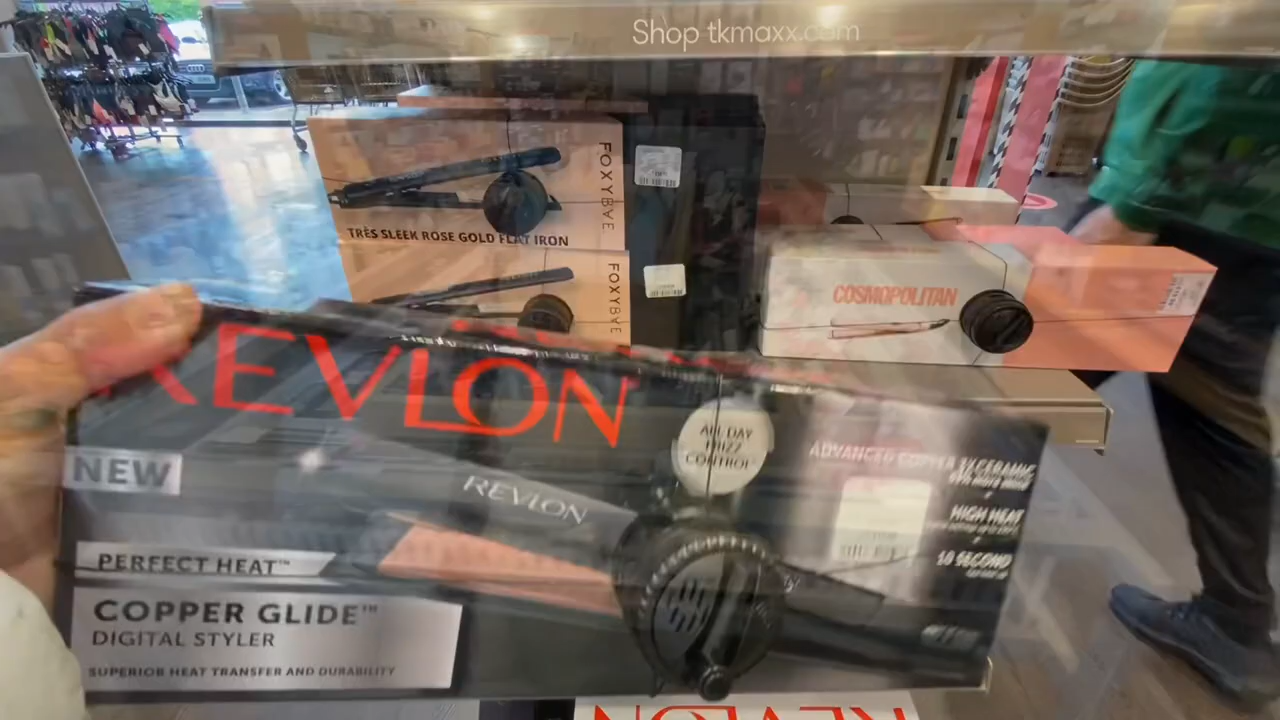 Shop tkmaxx.com
FOXYBAE
TRÈS SLEEK ROSE GOLD FLAT IRON
FOXYBAE
COSMOPOLITAN
REVLON
ALL DAY
FRIZZ
CONTROL
NEW
REVLON
ADVANCED COPPER
CERAMIC
HIGH HEAT
10 SECOND
PERFECT HEAT™
COPPER GLIDE™
DIGITAL STYLER
SUPERIOR HEAT TRANSFER AND DURABILITY
REVLON